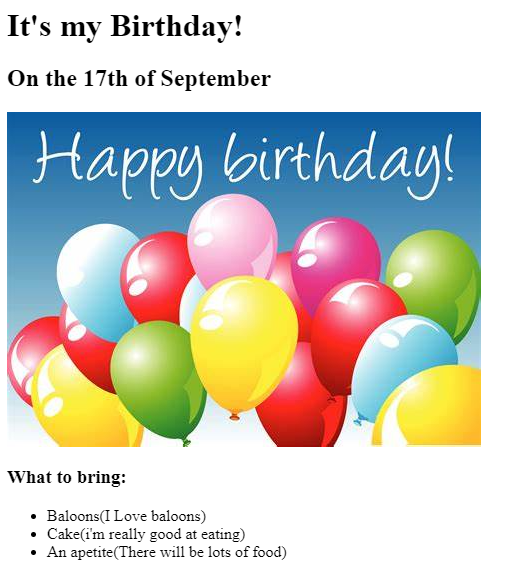 It's my Birthday!
On the 17th of September
Happy birthday!
What to bring:
Baloons(I Love baloons)
Cake(i'm really good at eating)
An apetite(There will be lots of food)